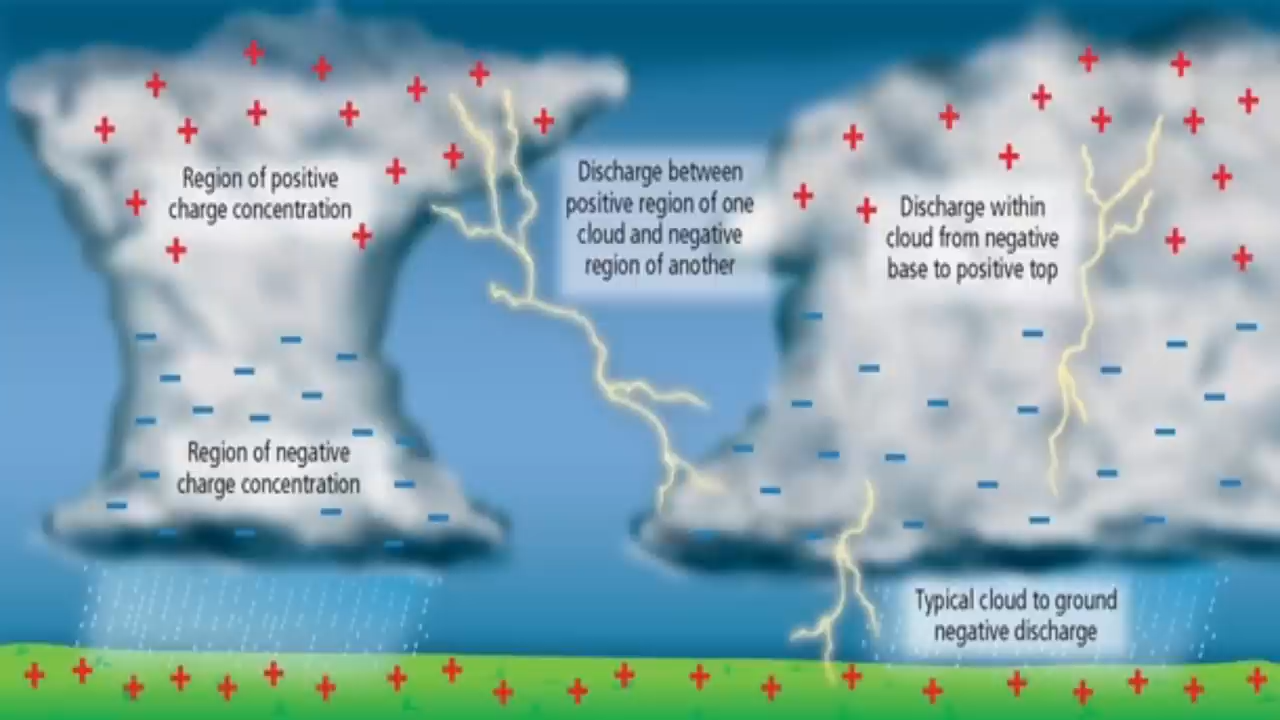 Region of positive
charge concentration
Discharge between
positive region of one
cloud and negative
region of another
Discharge within
cloud from negative
base to positive top
Region of negative
charge concentration
Typical cloud to ground
negative discharge